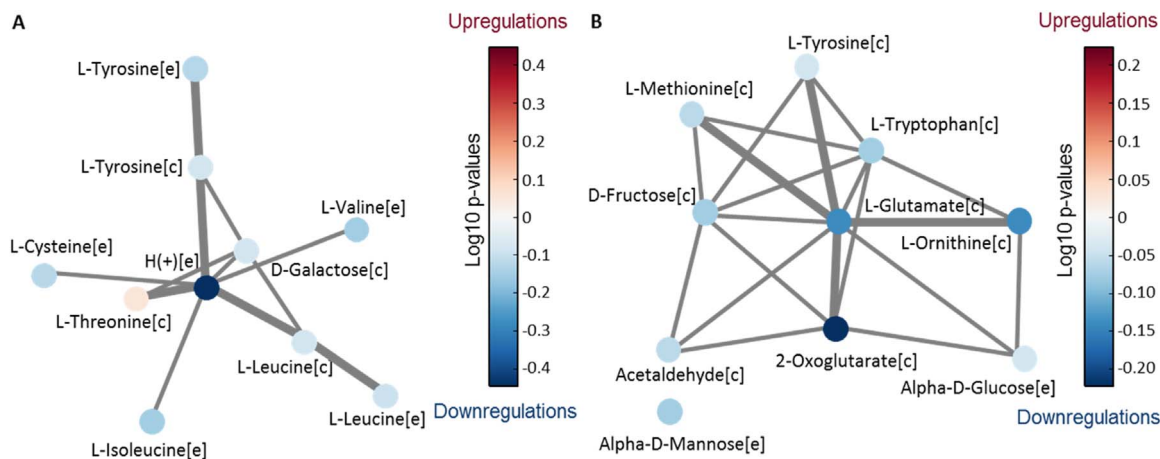 A
Upregulations
L-Tyrosine[e]
L-Tyrosine[c]
L-Valine[e]
L-Cysteine[e]
H(+)[e]
D-Galactose[c]
L-Threonine[c]
L-Leucine[c]
L-Leucine[e]
L-Isoleucine[e]
Log10 p-values
0.4
0.3
0.2
0.1
0
-0.1
-0.2
-0.3
-0.4
Downregulations
B
Upregulations
L-Tyrosine[c]
L-Methionine[c]
L-Tryptophan[c]
D-Fructose[c]
L-Glutamate[c]
L-Ornithine[c]
Acetaldehyde[c]
2-Oxoglutarate[c]
Alpha-D-Glucose[e]
Alpha-D-Mannose[e]
Log10 p-values
0.2
0.15
0.10
0.05
0
-0.05
-0.10
-0.15
-0.20
Downregulations